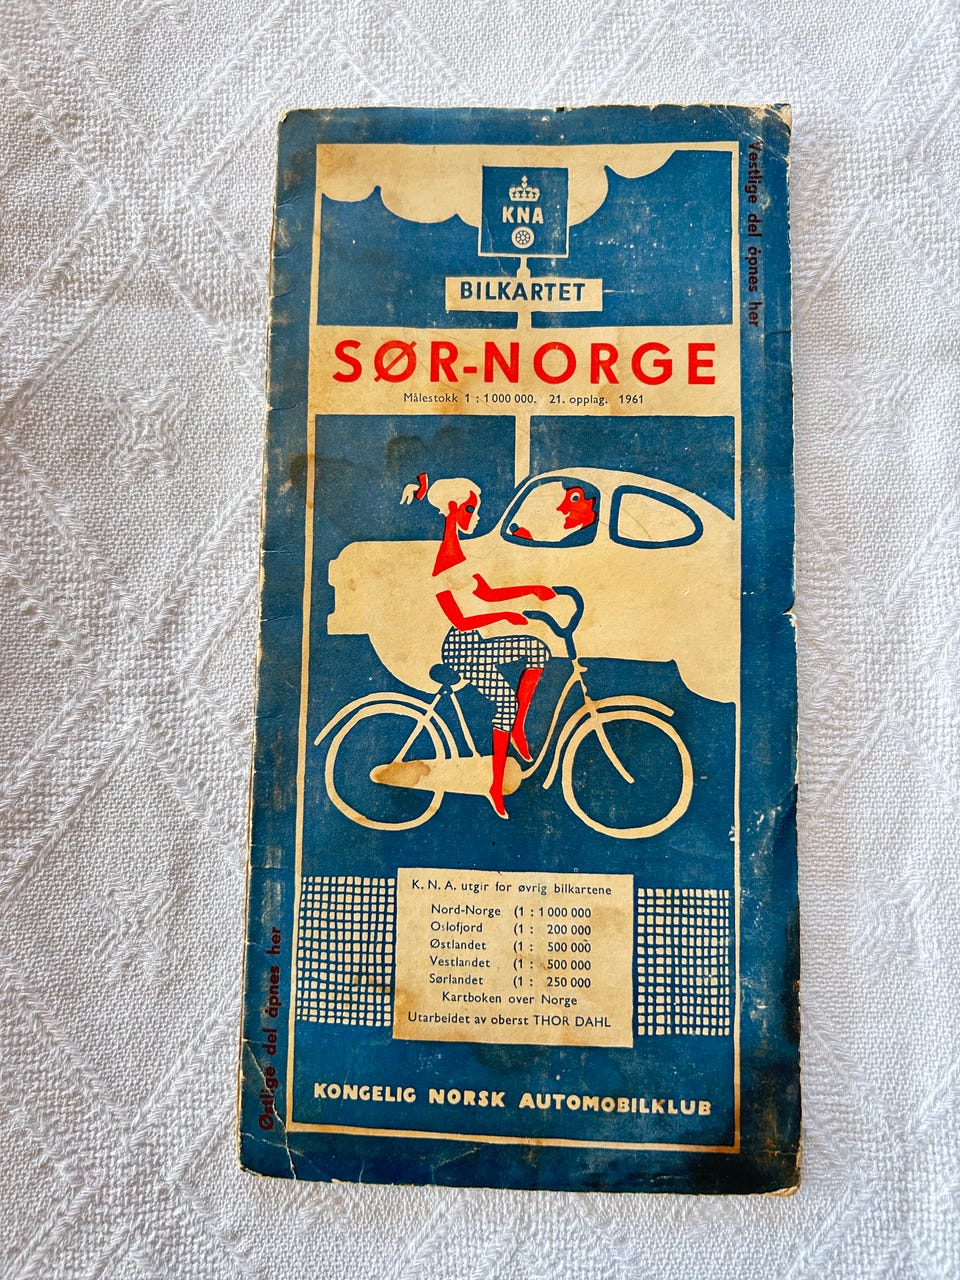 KNA
BILKARTET
SØR-NORGE
Målestokk 1 : 1 000 000. 21. opplag. 1961
Vestlige del åpnes her
K. N. A. utgir for øvrig bilkartene
Nord-Norge (1 : 1 000 000
Oslofjord (1 : 200 000
Østlandet (1 : 500 000
Vestlandet (1 : 500 000
Sørlandet (1 : 250 000
Kartboken over Norge
Utarbeidet av oberst THOR DAHL
Østlige del åpnes her
KONGELIG NORSK AUTOMOBILKLUB